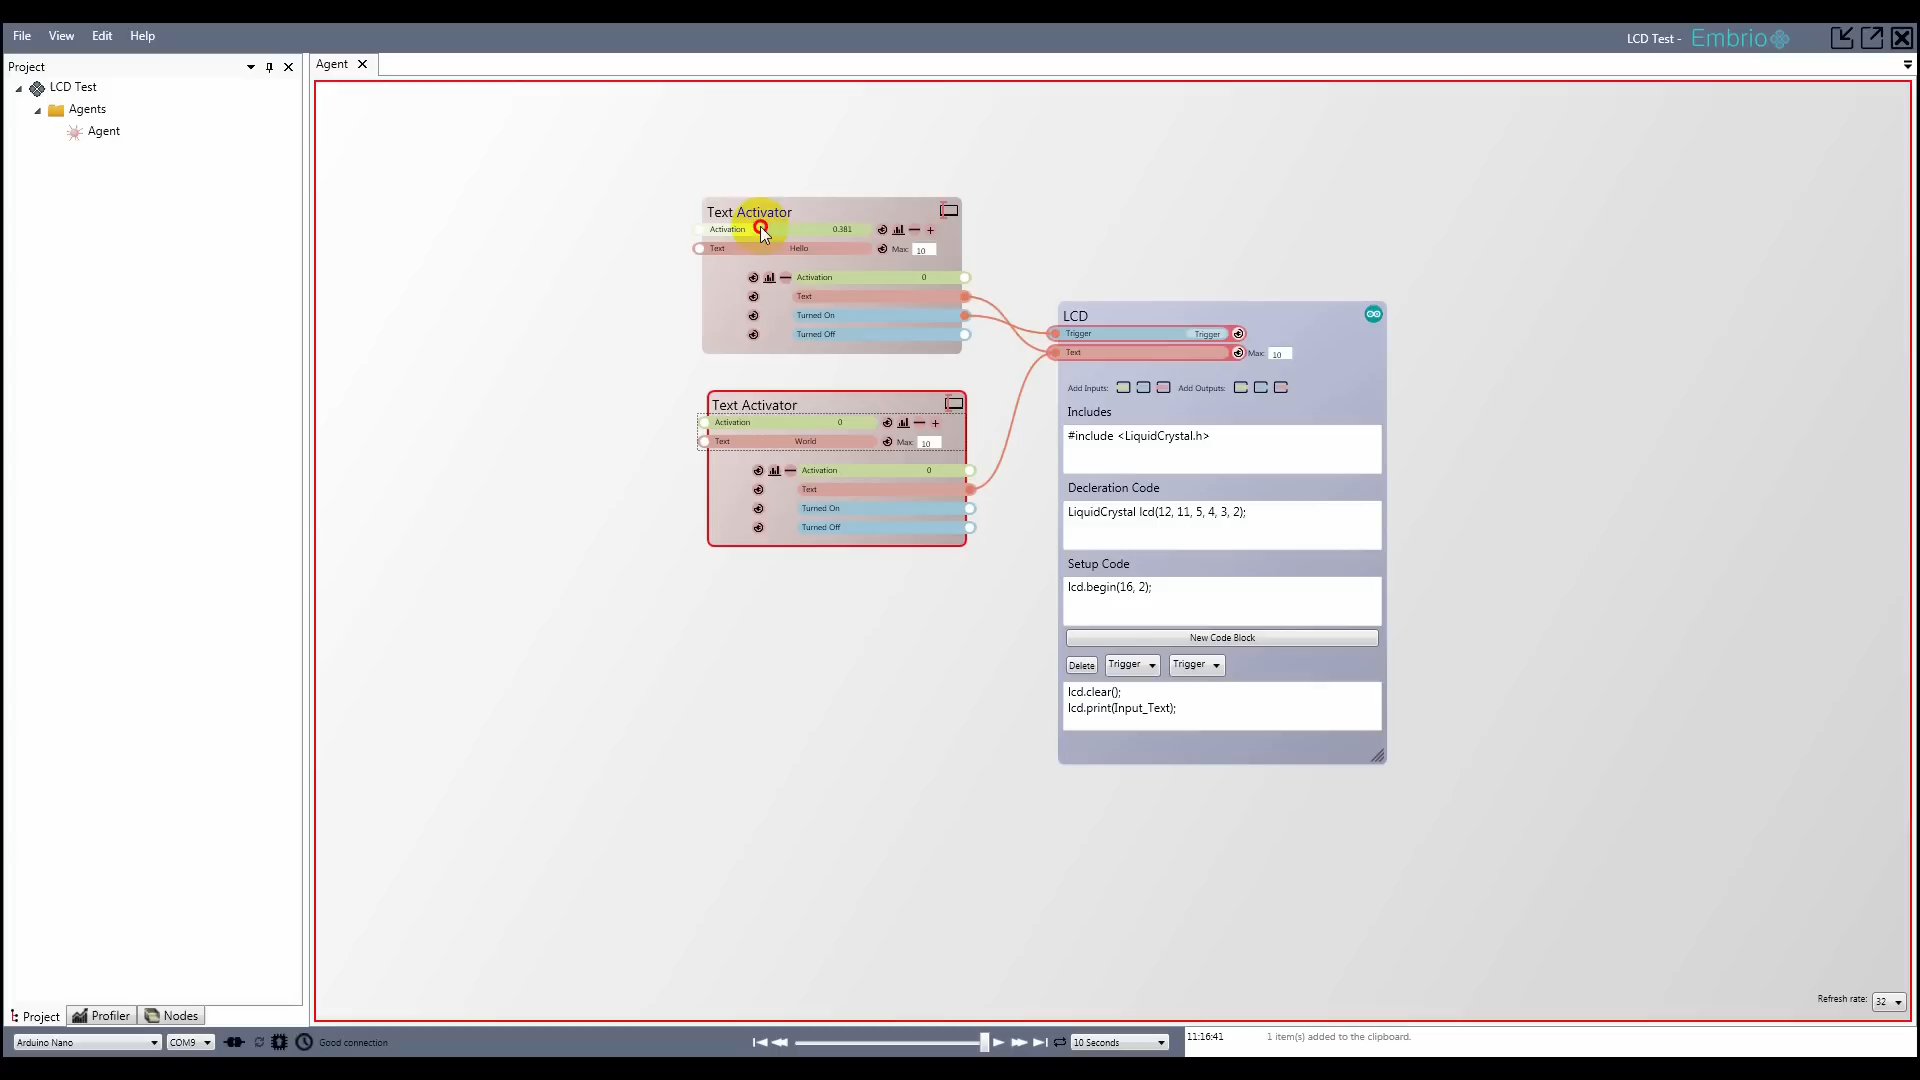 File View Edit Help
LCD Test - Embrio
Project
Agent
LCD Test
Agents
Agent
Text Activator
Activation 0.381
Text Hello Max: 10
Activation 0
Text
Turned On
Turned Off
Text Activator
Activation 0
Text World Max: 10
Activation 0
Text
Turned On
Turned Off
LCD
Trigger Trigger
Text Max: 10
Add Inputs: Add Outputs:
Includes
#include <LiquidCrystal.h>
Decleration Code
LiquidCrystal lcd(12, 11, 5, 4, 3, 2);
Setup Code
lcd.begin(16, 2);
New Code Block
Delete Trigger Trigger
lcd.clear();
lcd.print(Input_Text);
Refresh rate: 32
Project Profiler Nodes
Arduino Nano COM9 Good connection 10 Seconds 11:16:41 1 item(s) added to the clipboard.